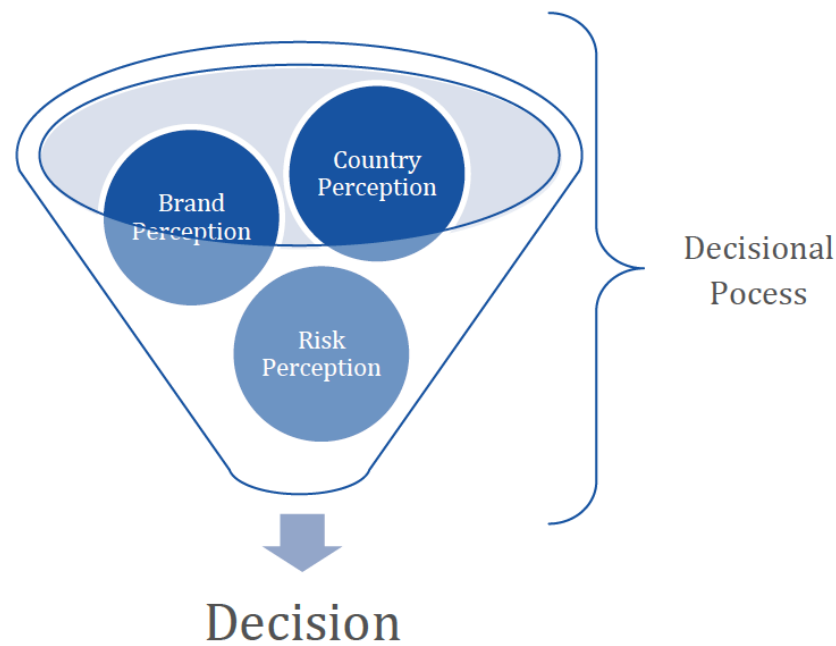 Country
Perception
Brand
Perception
Decisional
Pocess
Risk
Perception
Decision